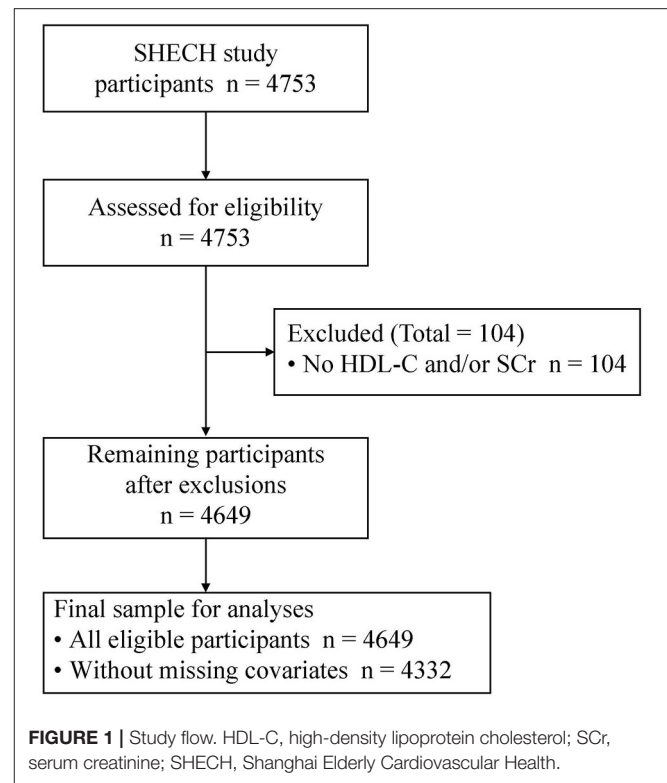 SHECH study
participants n = 4753
Assessed for eligibility
n = 4753
Excluded (Total = 104)
• No HDL-C and/or SCr n = 104
Remaining participants
after exclusions
n = 4649
Final sample for analyses
• All eligible participants n = 4649
• Without missing covariates n = 4332
FIGURE 1 | Study flow. HDL-C, high-density lipoprotein cholesterol; SCr,
serum creatinine; SHECH, Shanghai Elderly Cardiovascular Health.